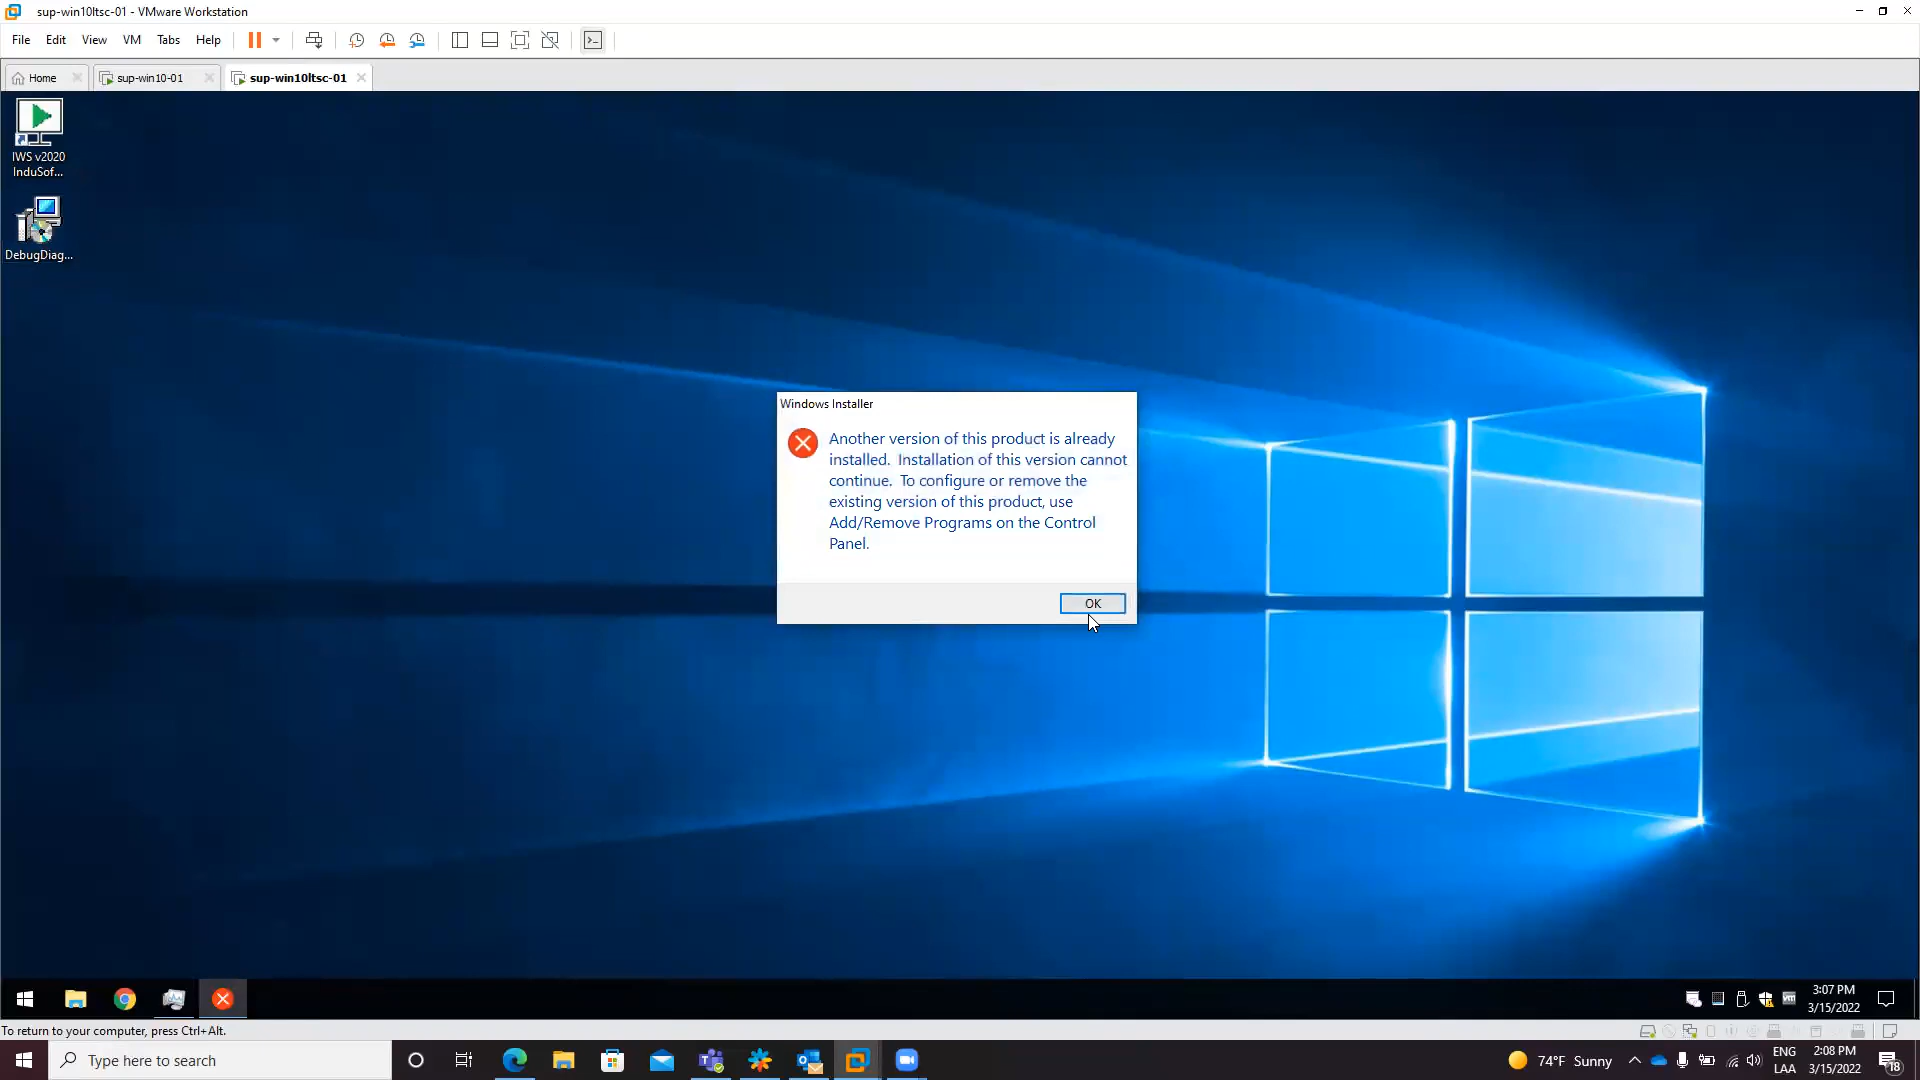 sup-win10ltsc-01 - VMware Workstation
File Edit View VM Tabs Help
Home sup-win10-01 sup-win10ltsc-01
IWS v2020
InduSof...
DebugDiag...
Windows Installer
Another version of this product is already
installed. Installation of this version cannot
continue. To configure or remove the
existing version of this product, use
Add/Remove Programs on the Control
Panel.
OK
3:07 PM
3/15/2022
To return to your computer, press Ctrl+Alt.
Type here to search
74°F Sunny
ENG
LAA
2:08 PM
3/15/2022
18